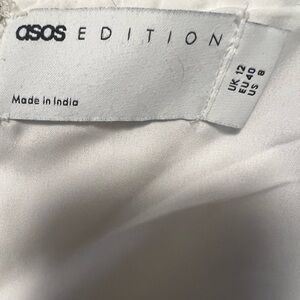 asos EDITION
Made in India
UK 12
EU 40
US 8